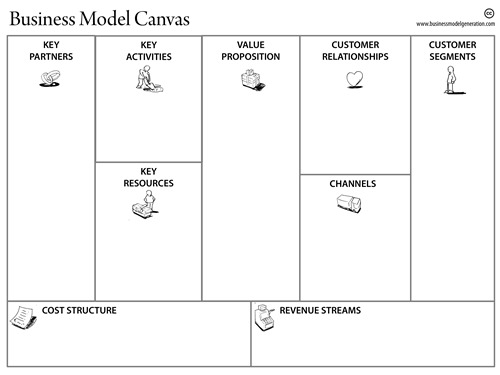 Business Model Canvas
cc
www.businessmodelgeneration.com
KEY
PARTNERS
KEY
ACTIVITIES
VALUE
PROPOSITION
CUSTOMER
RELATIONSHIPS
CUSTOMER
SEGMENTS
KEY
RESOURCES
CHANNELS
COST STRUCTURE
REVENUE STREAMS